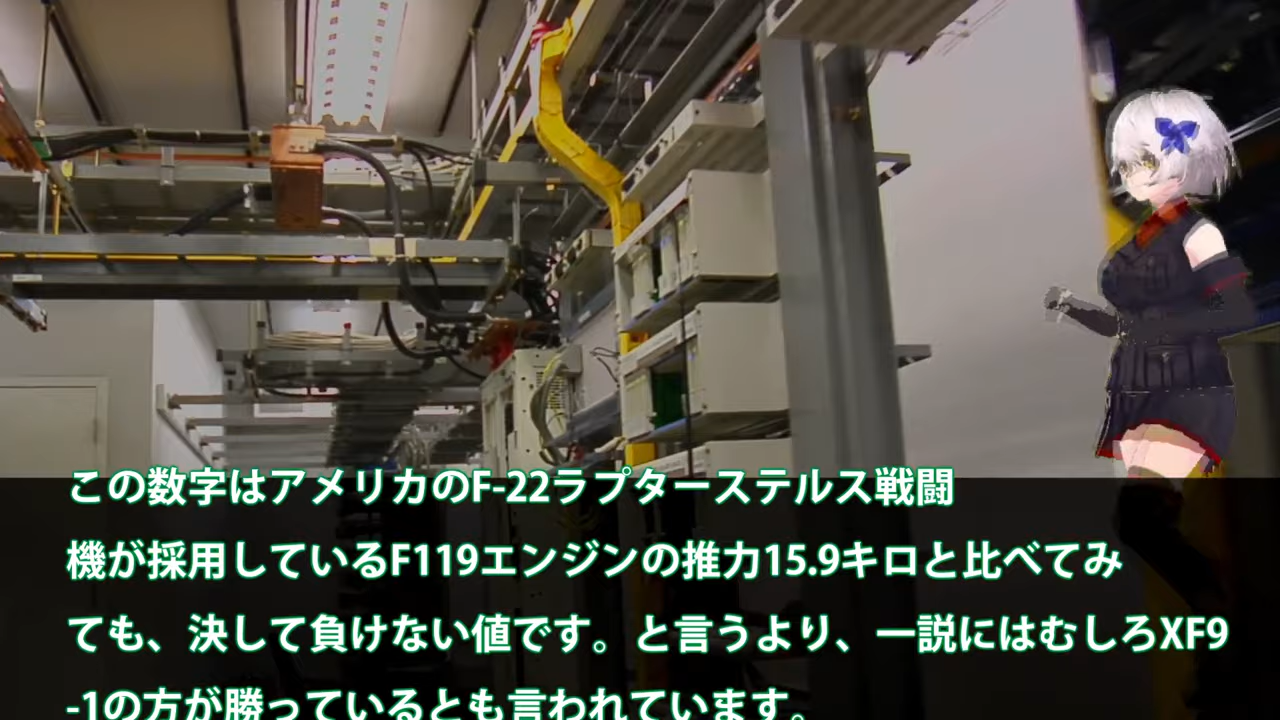 この数字はアメリカのF-22ラプターステルス戦闘
機が採用しているF119エンジンの推力15.9キロと比べてみ
ても、決して負けない値です。と言うより、一説にはむしろXF9
-1の方が勝っているとも言われています。